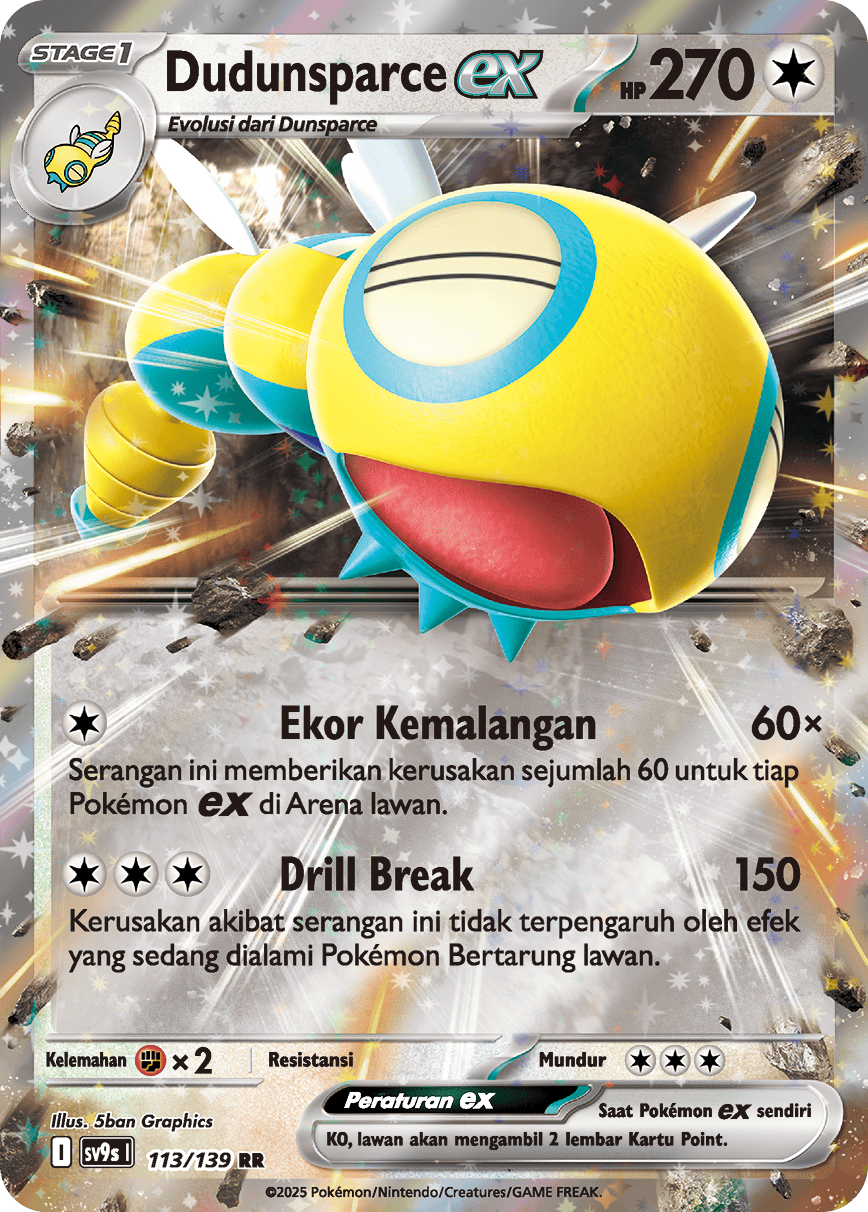 STAGE1
Dudunsparce ex
HP 270
Evolusi dari Dunsparce
Ekor Kemalangan 60×
Serangan ini memberikan kerusakan sejumlah 60 untuk tiap
Pokémon ex di Arena lawan.
Drill Break 150
Kerusakan akibat serangan ini tidak terpengaruh oleh efek
yang sedang dialami Pokémon Bertarung lawan.
Kelemahan ×2 Resistansi Mundur
Peraturan ex
Saat Pokémon ex sendiri
KO, lawan akan mengambil 2 lembar Kartu Point.
Illus. 5ban Graphics
I sv9s I 113/139 RR
©2025 Pokémon/Nintendo/Creatures/GAME FREAK.